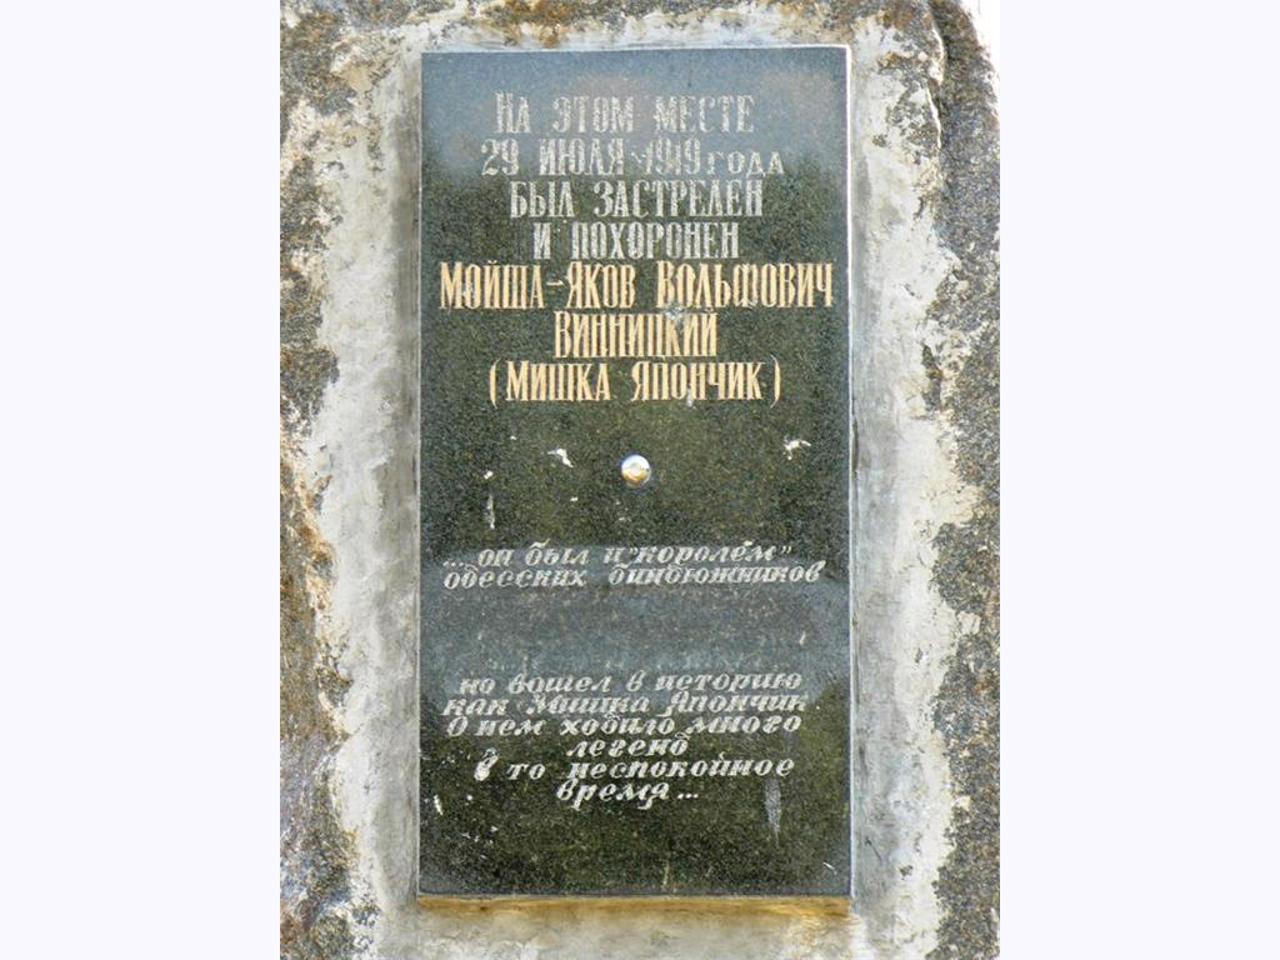 На этом месте
29 июля 1919 года
был застрелен
и похоронен
Мойша-Яков Вольфович
Винницкий
(Мишка Япончик)
...он был и "королём"
одесских биндюжников
но вошел в историю
как Мишка Япончик
О нем ходило много
легенд
в то неспокойное
время...